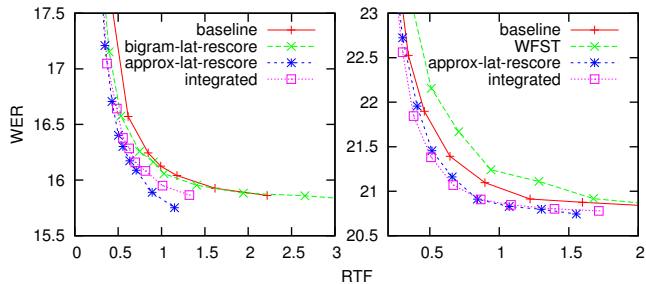 WER
17.5
17
16.5
16
15.5
0
0.5
1
1.5
2
2.5
3
baseline
bigram-lat-rescore
approx-lat-rescore
integrated
23
22.5
22
21.5
21
20.5
0.5
1
1.5
2
baseline
WFST
approx-lat-rescore
integrated
RTF